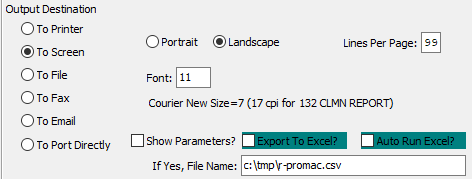 Output Destination
To Printer
To Screen
Portrait
Landscape
Lines Per Page: 99
To File
Font: 11
To Fax
Courier New Size=7 (17 cpi for 132 CLMN REPORT)
To Email
To Port Directly
Show Parameters?
Export To Excel?
Auto Run Excel?
If Yes, File Name: c:\tmp\r-promac.csv